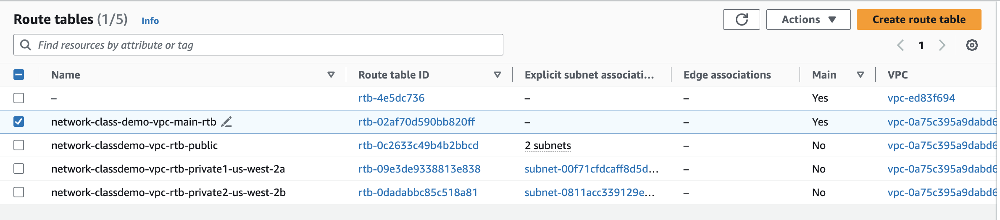 Route tables (1/5) Info
Actions Create route table
Find resources by attribute or tag
1
Name Route table ID Explicit subnet associati... Edge associations Main VPC
– rtb-4e5dc736 – – Yes vpc-ed83f694
network-class-demo-vpc-main-rtb rtb-02af70d590bb820ff – – Yes vpc-0a75c395a9dabd6
network-classdemo-vpc-rtb-public rtb-0c2633c49b4b2bbcd 2 subnets – No vpc-0a75c395a9dabd6
network-classdemo-vpc-rtb-private1-us-west-2a rtb-09e3de9338813e838 subnet-00f71cfdcaff8d5d... – No vpc-0a75c395a9dabd6
network-classdemo-vpc-rtb-private2-us-west-2b rtb-0dadabbc85c518a81 subnet-0811acc339129e... – No vpc-0a75c395a9dabd6